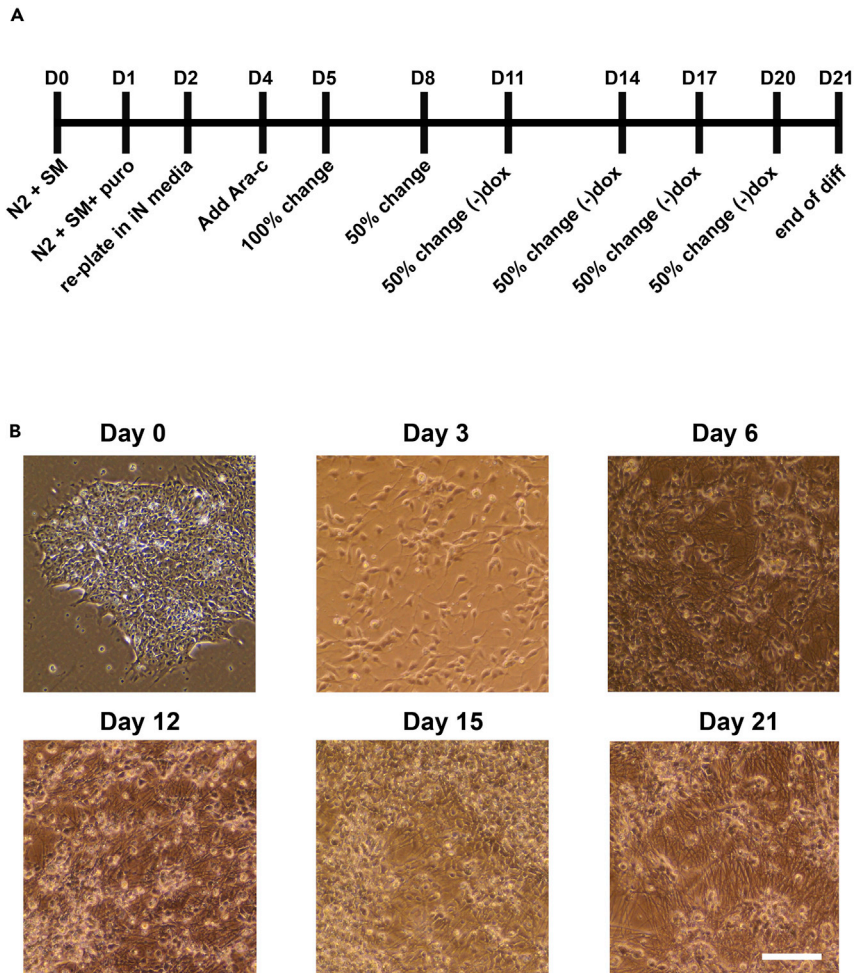 A
D0 D1 D2 D4 D5 D8 D11 D14 D17 D20 D21
N2 + SM
N2 + SM+ puro
re-plate in iN media
Add Ara-c
100% change
50% change
50% change (-)dox
50% change (-)dox
50% change (-)dox
50% change (-)dox
end of diff
B
Day 0 Day 3 Day 6
Day 12 Day 15 Day 21